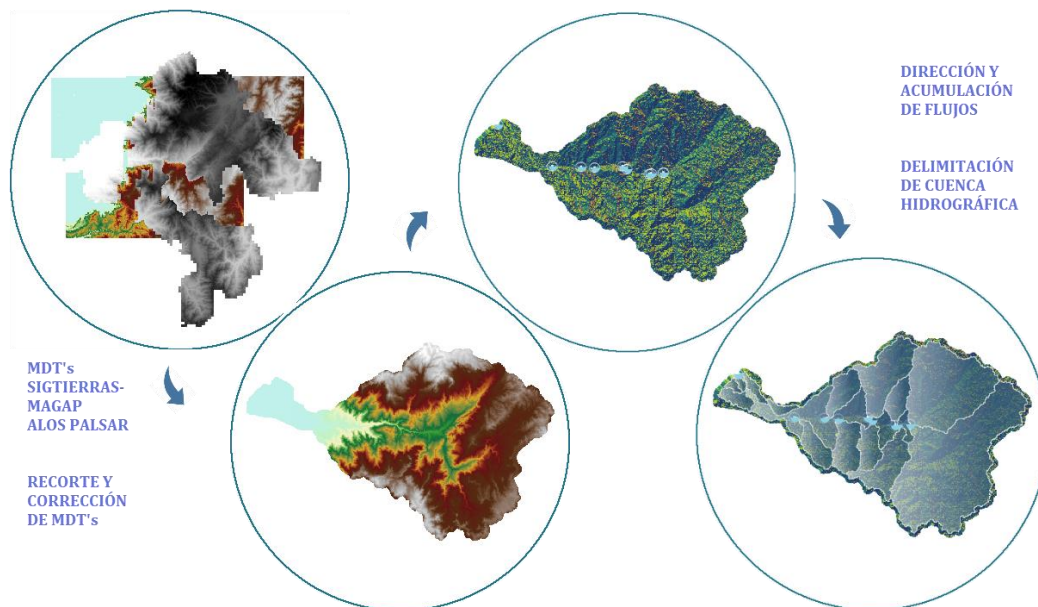 MDT's
SIGTIERRAS-
MAGAP
ALOS PALSAR
RECORTE Y
CORRECCIÓN
DE MDT's
DIRECCIÓN Y
ACUMULACIÓN
DE FLUJOS
DELIMITACIÓN
DE CUENCA
HIDROGRÁFICA